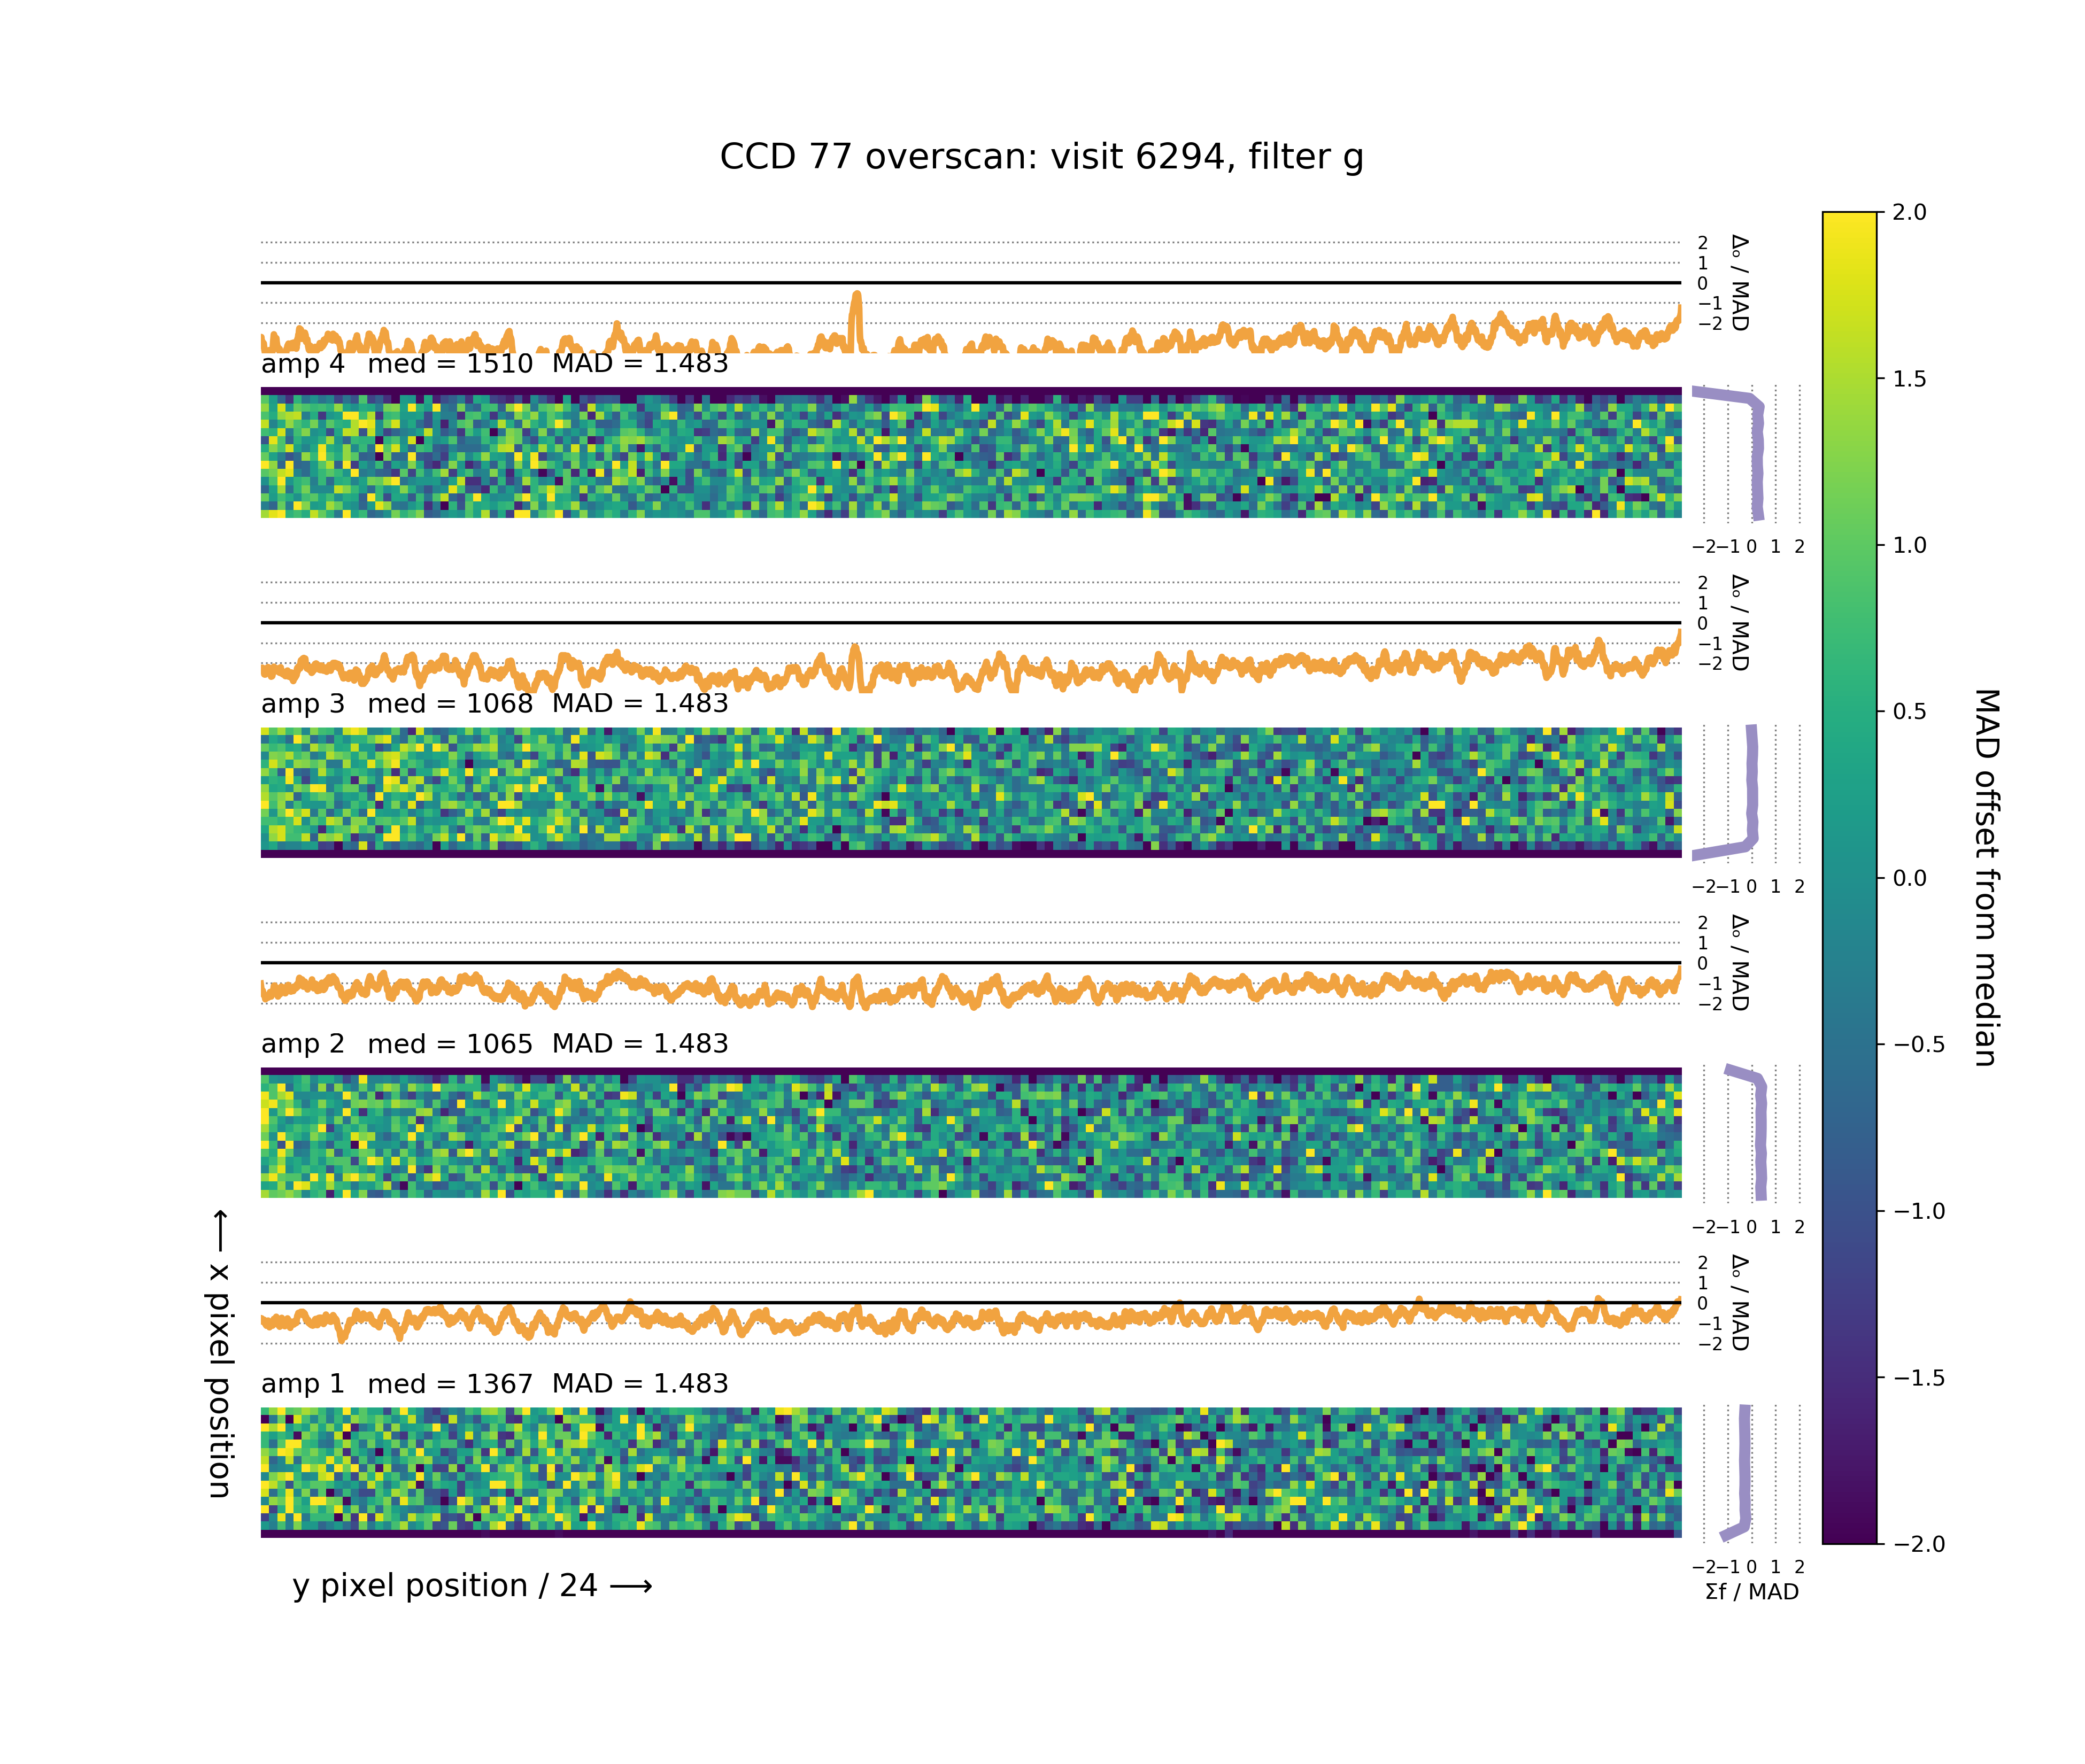 CCD 77 overscan: visit 6294, filter g
2
1
0
−1
−2
Δₒ / MAD
amp 4 med = 1510 MAD = 1.483
−2 −1 0 1 2
2
1
0
−1
−2
Δₒ / MAD
amp 3 med = 1068 MAD = 1.483
−2 −1 0 1 2
2
1
0
−1
−2
Δₒ / MAD
amp 2 med = 1065 MAD = 1.483
−2 −1 0 1 2
2
1
0
−1
−2
Δₒ / MAD
amp 1 med = 1367 MAD = 1.483
−2 −1 0 1 2
Σf / MAD
y pixel position / 24 ⟶
⟵ x pixel position
2.0
1.5
1.0
0.5
0.0
−0.5
−1.0
−1.5
−2.0
MAD offset from median